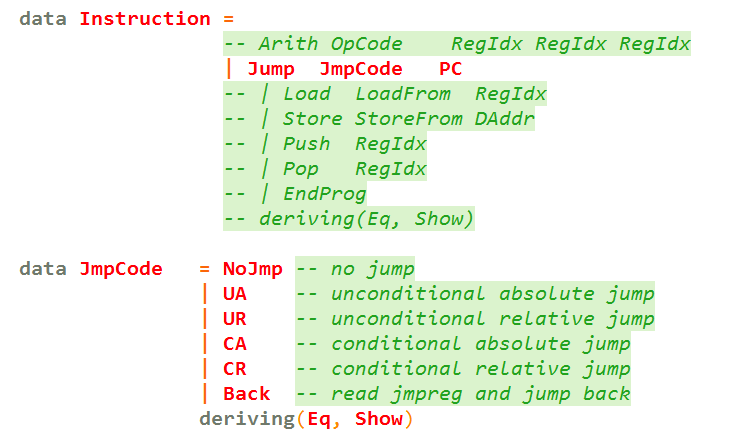 data Instruction =
-- Arith OpCode    RegIdx RegIdx RegIdx
| Jump  JmpCode   PC
-- | Load  LoadFrom  RegIdx
-- | Store StoreFrom DAddr
-- | Push  RegIdx
-- | Pop   RegIdx
-- | EndProg
-- deriving(Eq, Show)
data JmpCode   = NoJmp -- no jump
| UA    -- unconditional absolute jump
| UR    -- unconditional relative jump
| CA    -- conditional absolute jump
| CR    -- conditional relative jump
| Back  -- read jmpreg and jump back
deriving(Eq, Show)